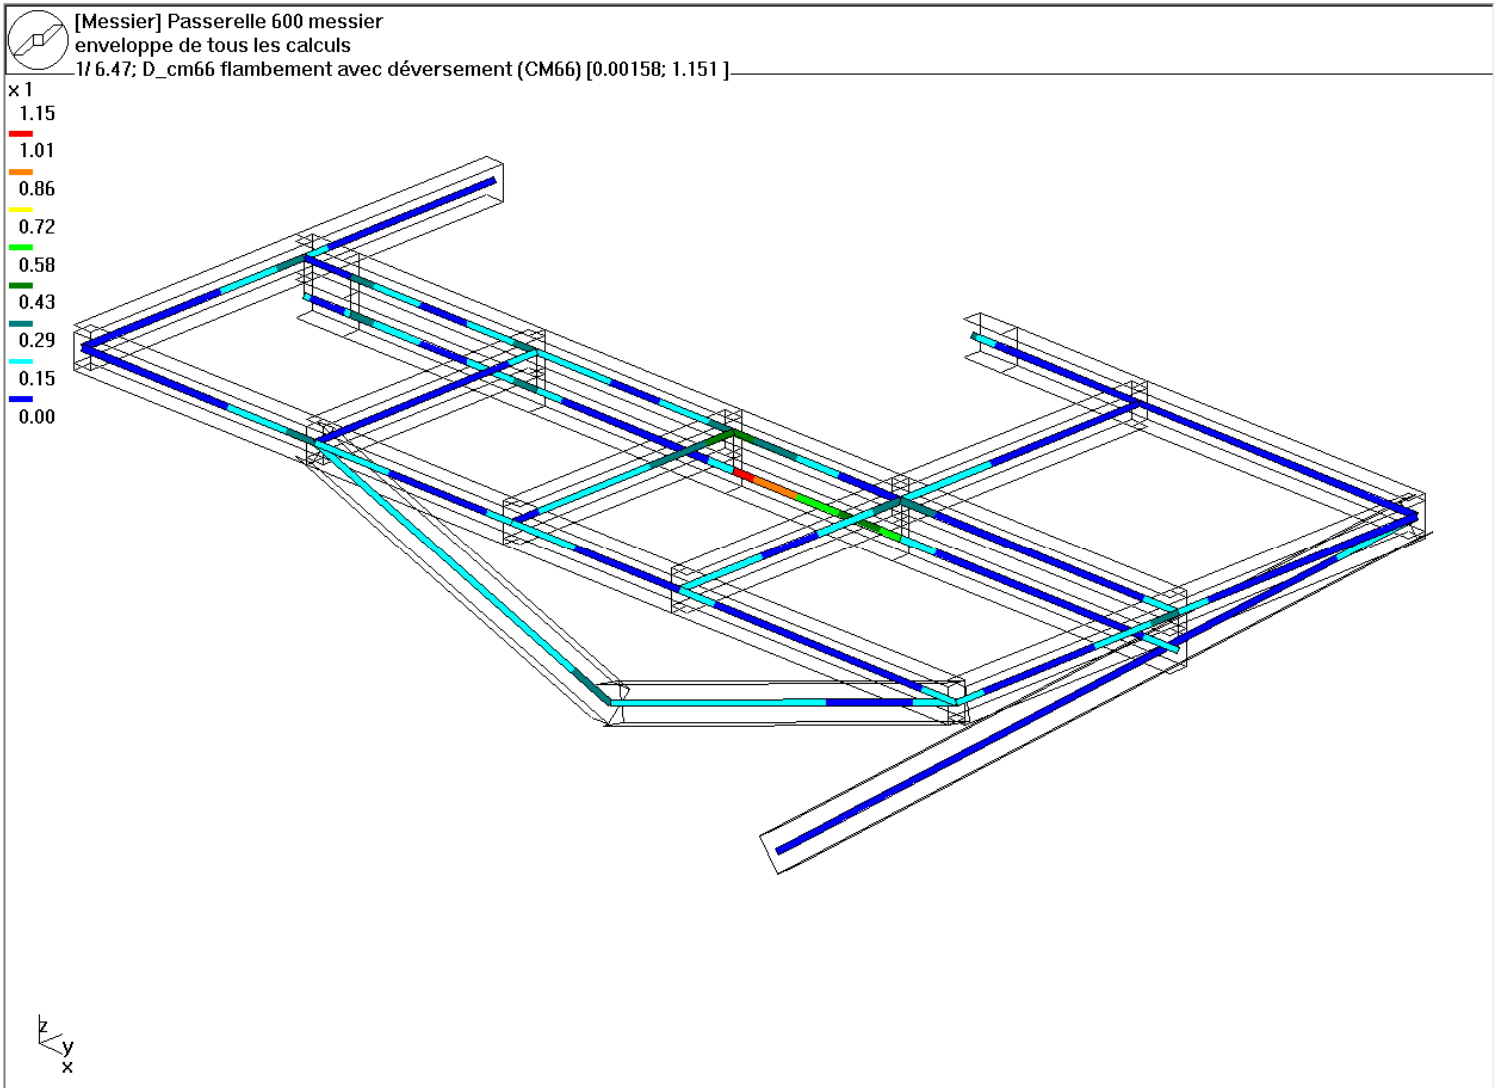 [Messier] Passerelle 600 messier
enveloppe de tous les calculs
1/ 6.47; D_cm66 flambement avec déversement (CM66) [0.00158; 1.151 ]
x 1
1.15
1.01
0.86
0.72
0.58
0.43
0.29
0.15
0.00
z
y
x